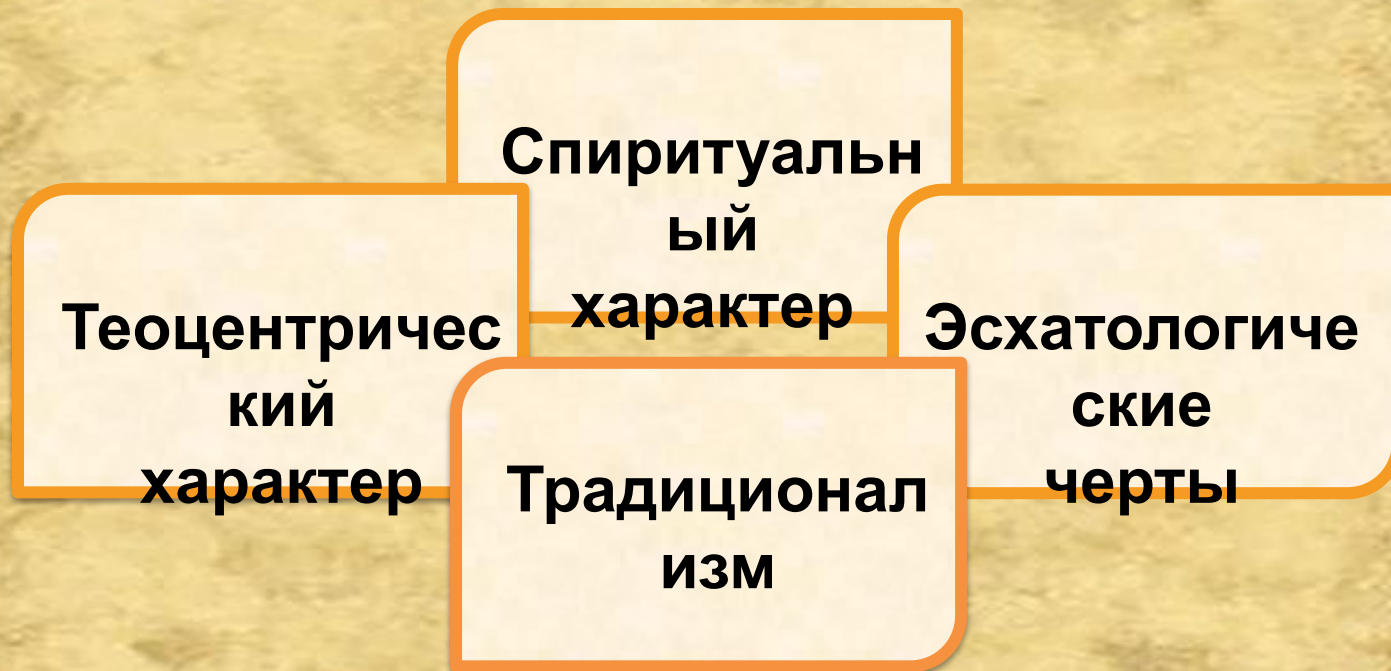 Спиритуальн
ый
характер
Теоцентричес
кий
характер
Эсхатологиче
ские
черты
Традиционал
изм